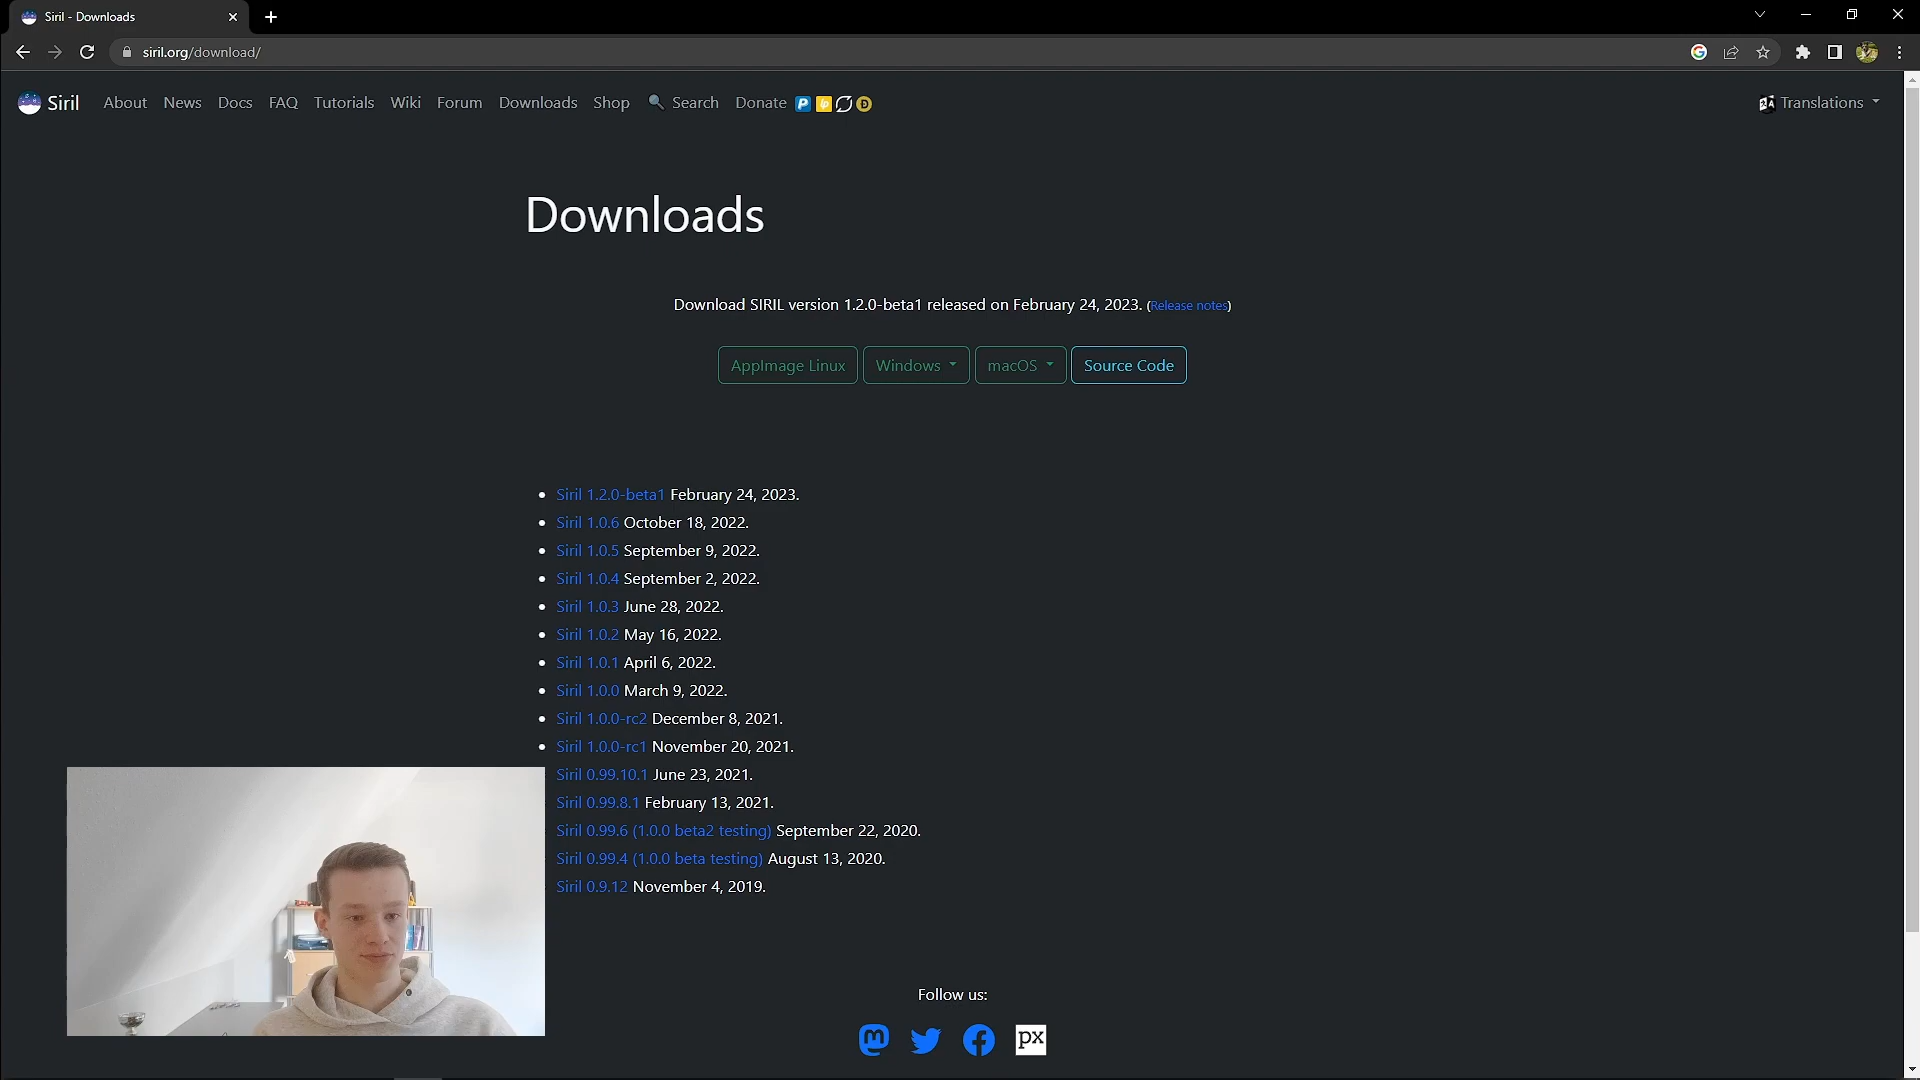 Siril - Downloads
siril.org/download/
Siril About News Docs FAQ Tutorials Wiki Forum Downloads Shop Search Donate Translations
Downloads
Download SIRIL version 1.2.0-beta1 released on February 24, 2023. (Release notes)
AppImage Linux Windows macOS Source Code
Siril 1.2.0-beta1 February 24, 2023.
Siril 1.0.6 October 18, 2022.
Siril 1.0.5 September 9, 2022.
Siril 1.0.4 September 2, 2022.
Siril 1.0.3 June 28, 2022.
Siril 1.0.2 May 16, 2022.
Siril 1.0.1 April 6, 2022.
Siril 1.0.0 March 9, 2022.
Siril 1.0.0-rc2 December 8, 2021.
Siril 1.0.0-rc1 November 20, 2021.
Siril 0.99.10.1 June 23, 2021.
Siril 0.99.8.1 February 13, 2021.
Siril 0.99.6 (1.0.0 beta2 testing) September 22, 2020.
Siril 0.99.4 (1.0.0 beta testing) August 13, 2020.
Siril 0.9.12 November 4, 2019.
Follow us:
px